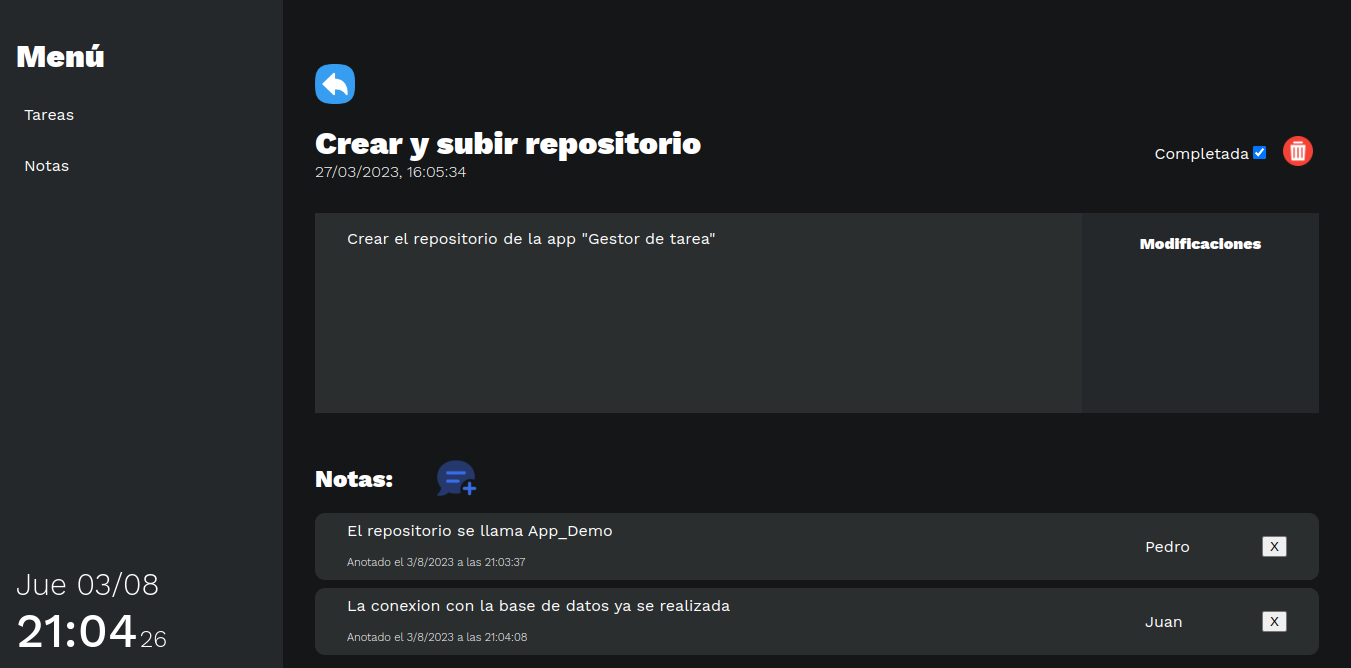 Menú
Tareas
Notas
Jue 03/08
21:04 26
Crear y subir repositorio
27/03/2023, 16:05:34
Completada
Crear el repositorio de la app "Gestor de tarea"
Modificaciones
Notas:
El repositorio se llama App_Demo
Anotado el 3/8/2023 a las 21:03:37
Pedro
X
La conexion con la base de datos ya se realizada
Anotado el 3/8/2023 a las 21:04:08
Juan
X